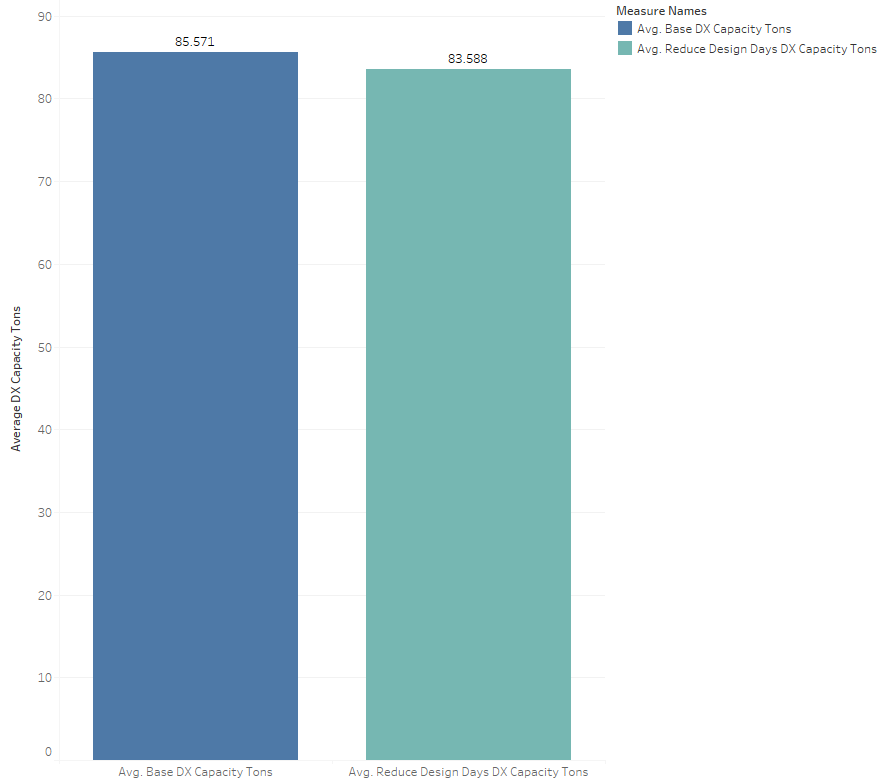 Measure Names
Avg. Base DX Capacity Tons
Avg. Reduce Design Days DX Capacity Tons
Average DX Capacity Tons
90
80
70
60
50
40
30
20
10
0
85.571
83.588
Avg. Base DX Capacity Tons
Avg. Reduce Design Days DX Capacity Tons